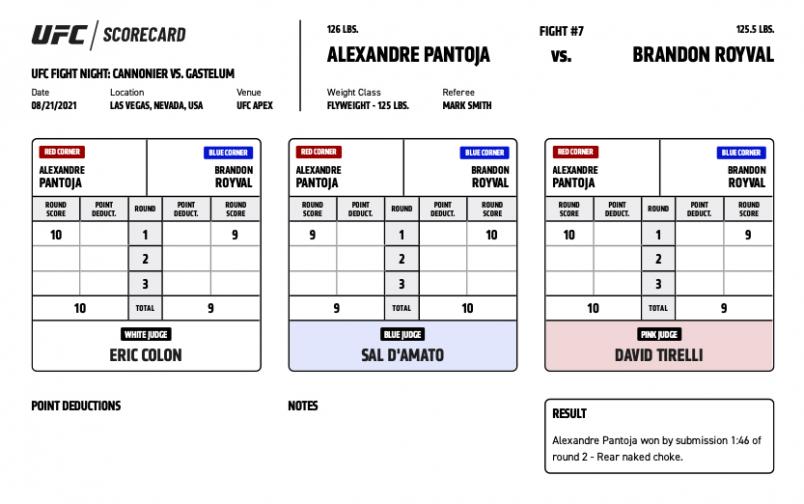 UFC / SCORECARD
UFC FIGHT NIGHT: CANNONIER VS. GASTELUM
Date Location Venue
08/21/2021 LAS VEGAS, NEVADA, USA UFC APEX
126 LBS. FIGHT #7 125.5 LBS.
ALEXANDRE PANTOJA VS. BRANDON ROYVAL
Weight Class Referee
FLYWEIGHT - 125 LBS. MARK SMITH
RED CORNER BLUE CORNER
ALEXANDRE BRANDON
PANTOJA ROYVAL
ROUND POINT ROUND POINT ROUND
SCORE DEDUCT. DEDUCT. SCORE
10 1 9
2
3
10 TOTAL 9
WHITE JUDGE
ERIC COLON
RED CORNER BLUE CORNER
ALEXANDRE BRANDON
PANTOJA ROYVAL
ROUND POINT ROUND POINT ROUND
SCORE DEDUCT. DEDUCT. SCORE
9 1 10
2
3
9 TOTAL 10
BLUE JUDGE
SAL D'AMATO
RED CORNER BLUE CORNER
ALEXANDRE BRANDON
PANTOJA ROYVAL
ROUND POINT ROUND POINT ROUND
SCORE DEDUCT. DEDUCT. SCORE
10 1 9
2
3
10 TOTAL 9
PINK JUDGE
DAVID TIRELLI
POINT DEDUCTIONS
NOTES
RESULT
Alexandre Pantoja won by submission 1:46 of
round 2 - Rear naked choke.